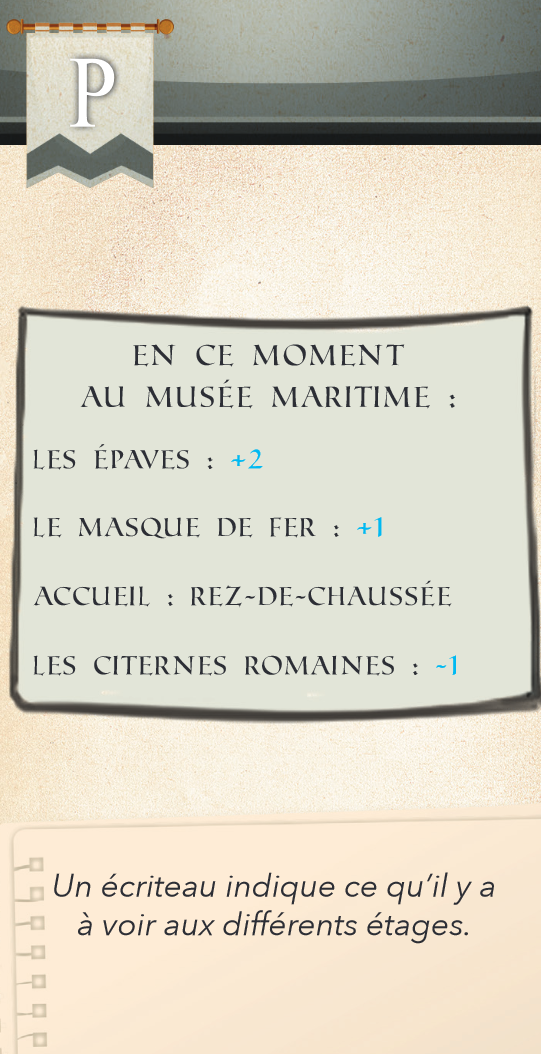 P
EN CE MOMENT
AU MUSÉE MARITIME :
LES ÉPAVES : +2
LE MASQUE DE FER : +1
ACCUEIL : REZ-DE-CHAUSSÉE
LES CITERNES ROMAINES : -1
Un écriteau indique ce qu'il y a
à voir aux différents étages.